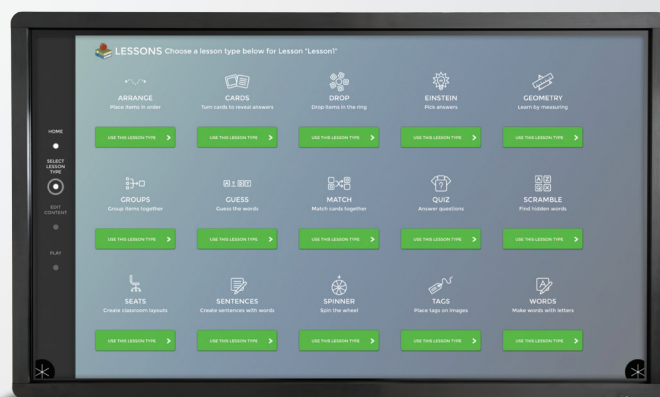 LESSONS Choose a lesson type below for Lesson "Lesson1"
HOME
SELECT
LESSON
TYPE
EDIT
CONTENT
PLAY
ARRANGE
Place items in order
USE THIS LESSON TYPE
CARDS
Turn cards to reveal answers
USE THIS LESSON TYPE
DROP
Drop items in the ring
USE THIS LESSON TYPE
EINSTEIN
Pick answers
USE THIS LESSON TYPE
GEOMETRY
Learn by measuring
USE THIS LESSON TYPE
GROUPS
Group items together
USE THIS LESSON TYPE
GUESS
Guess the words
USE THIS LESSON TYPE
MATCH
Match cards together
USE THIS LESSON TYPE
?
QUIZ
Answer questions
USE THIS LESSON TYPE
SCRAMBLE
Find hidden words
USE THIS LESSON TYPE
SEATS
Create classroom layouts
USE THIS LESSON TYPE
SENTENCES
Create sentences with words
USE THIS LESSON TYPE
SPINNER
Spin the wheel
USE THIS LESSON TYPE
TAGS
Place tags on images
USE THIS LESSON TYPE
A
WORDS
Make words with letters
USE THIS LESSON TYPE